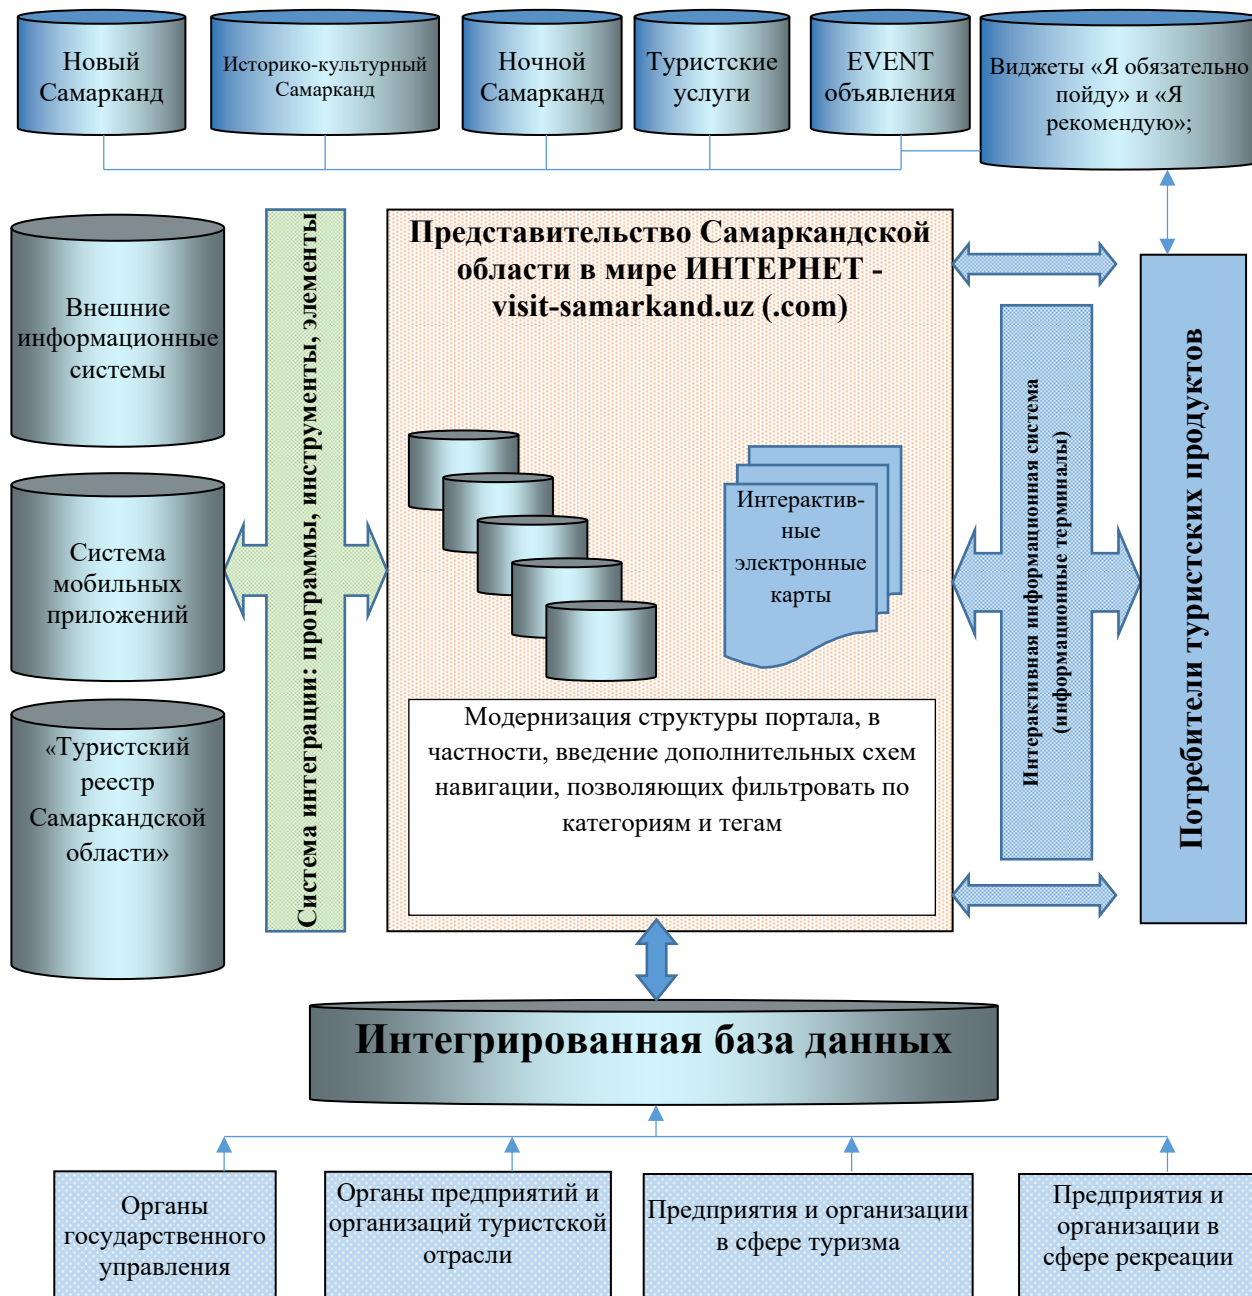 Новый
Самарканд
Историко-культурный
Самарканд
Ночной
Самарканд
Туристские
услуги
EVENT
объявления
Виджеты «Я обязательно
пойду» и «Я
рекомендую»;
Внешние
информационные
системы
Система
мобильных
приложений
«Туристский
реестр
Самаркандской
области»
Система интеграции: программы, инструменты, элементы
Представительство Самаркандской
области в мире ИНТЕРНЕТ -
visit-samarkand.uz (.com)
Интерактив-
ные
электронные
карты
Модернизация структуры портала, в
частности, введение дополнительных схем
навигации, позволяющих фильтровать по
категориям и тегам
Интерактивная информационная система
(информационные терминалы)
Потребители туристских продуктов
Интегрированная база данных
Органы
государственного
управления
Органы предприятий и
организаций туристской
отрасли
Предприятия и организации
в сфере туризма
Предприятия и
организации в
сфере рекреации